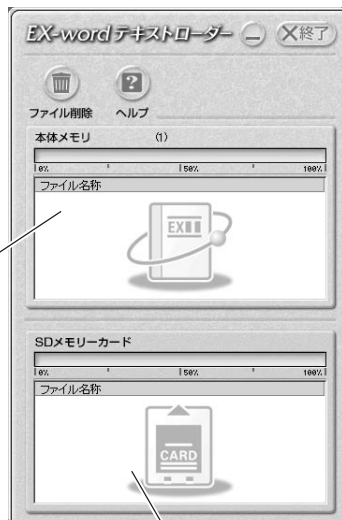 EX-word テキストローダー
×終了
?
ファイル削除 ヘルプ
本体メモリ (1)
0% 50% 100%
ファイル名称
EX
SDメモリーカード
0% 50% 100%
ファイル名称
CARD